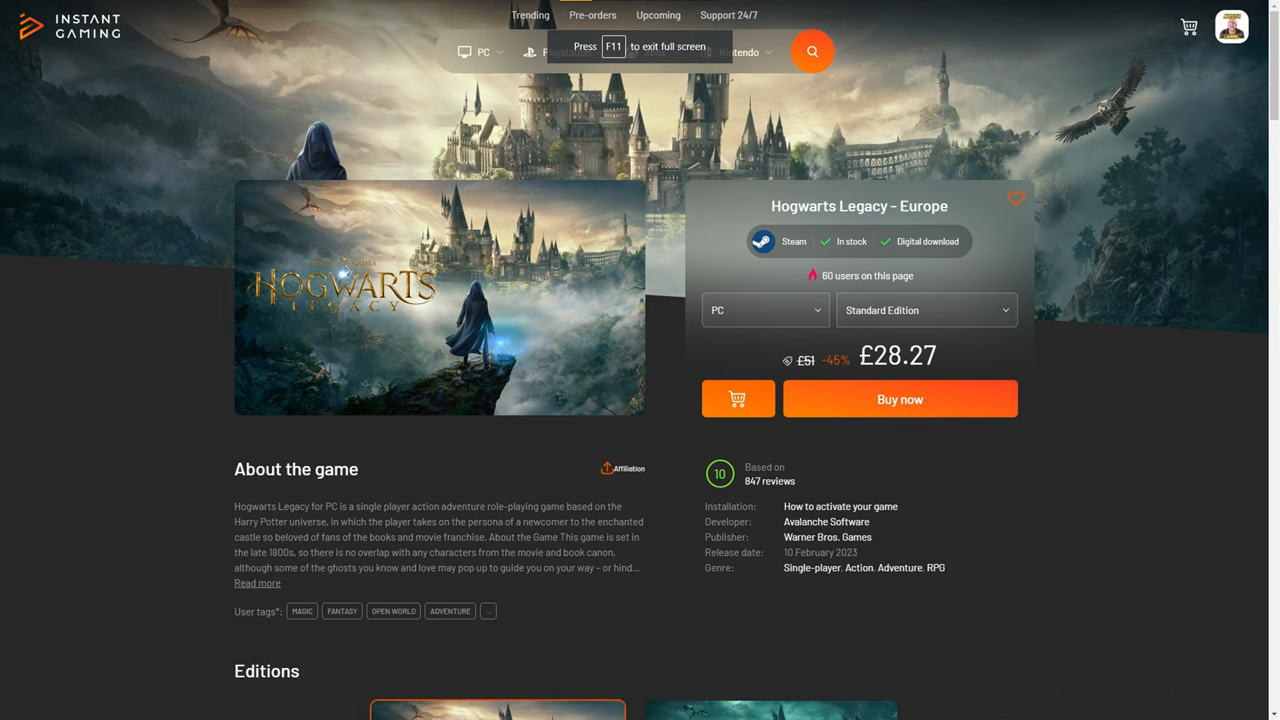 INSTANT
GAMING
Trending
Pre-orders
Upcoming
Support 24/7
Press F11 to exit full screen
PC
Nintendo
HOGWARTS
LEGACY
Hogwarts Legacy - Europe
Steam
In stock
Digital download
60 users on this page
PC
Standard Edition
£51 -45% £28.27
Buy now
About the game
Affiliation
Hogwarts Legacy for PC is a single player action adventure role-playing game based on the
Harry Potter universe, in which the player takes on the persona of a newcomer to the enchanted
castle so beloved of fans of the books and movie franchise. About the Game This game is set in
the late 1800s, so there is no overlap with any characters from the movie and book canon,
although some of the ghosts you know and love may pop up to guide you on your way – or hind...
Read more
User tags*: MAGIC FANTASY OPEN WORLD ADVENTURE ...
10
Based on
847 reviews
Installation: How to activate your game
Developer: Avalanche Software
Publisher: Warner Bros. Games
Release date: 10 February 2023
Genre: Single-player, Action, Adventure, RPG
Editions